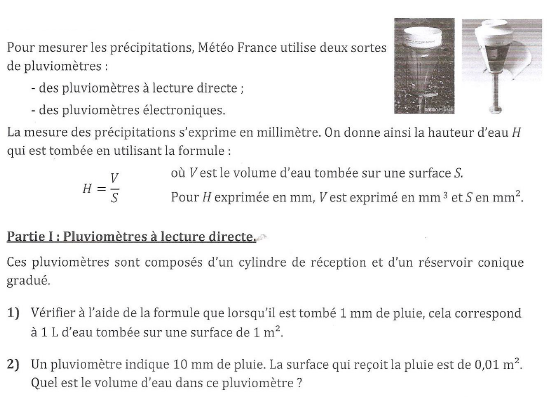 Pour mesurer les précipitations, Météo France utilise deux sortes
de pluviomètres :
- des pluviomètres à lecture directe ;
- des pluviomètres électroniques.
La mesure des précipitations s'exprime en millimètre. On donne ainsi la hauteur d'eau H
qui est tombée en utilisant la formule :
H = V/S
où V est le volume d'eau tombée sur une surface S.
Pour H exprimée en mm, V est exprimé en mm ³ et S en mm².
Partie I : Pluviomètres à lecture directe.
Ces pluviomètres sont composés d'un cylindre de réception et d'un réservoir conique
gradué.
1) Vérifier à l'aide de la formule que lorsqu'il est tombé 1 mm de pluie, cela correspond
à 1 L d'eau tombée sur une surface de 1 m².
2) Un pluviomètre indique 10 mm de pluie. La surface qui reçoit la pluie est de 0,01 m².
Quel est le volume d'eau dans ce pluviomètre ?